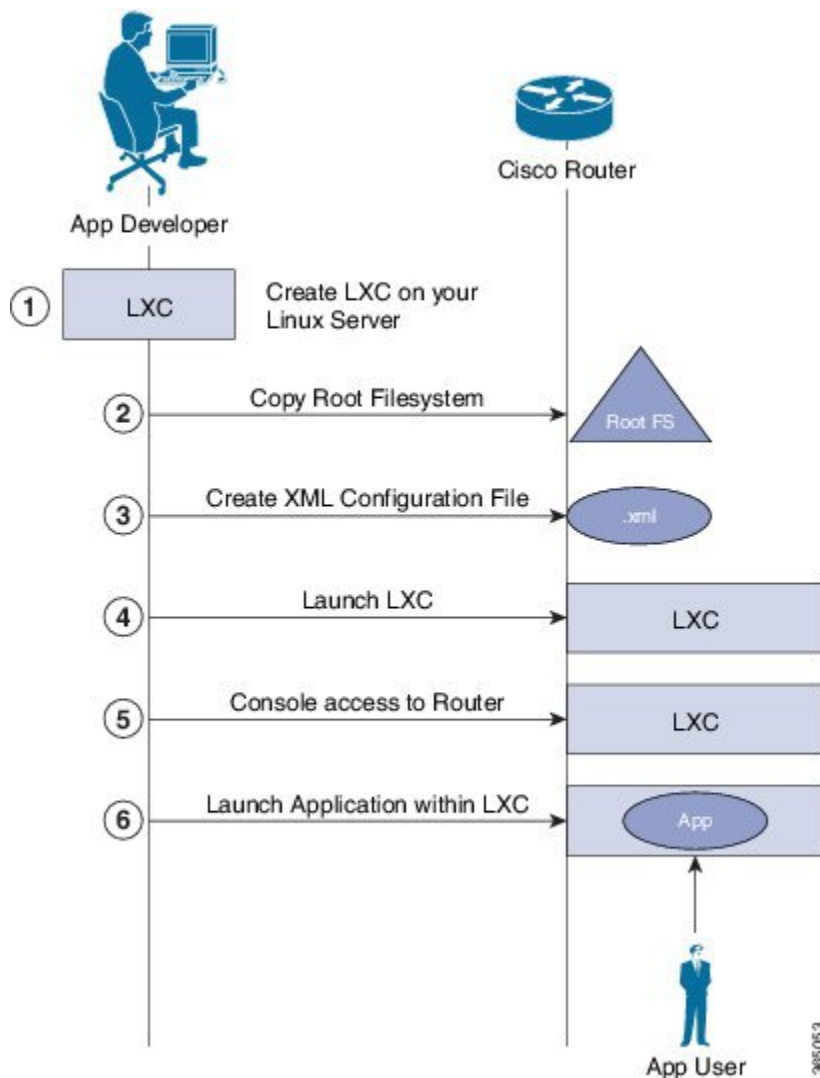 App Developer
Cisco Router
1
LXC
Create LXC on your
Linux Server
2
Copy Root Filesystem
Root FS
3
Create XML Configuration File
.xml
4
Launch LXC
LXC
5
Console access to Router
LXC
6
Launch Application within LXC
App
App User
365053